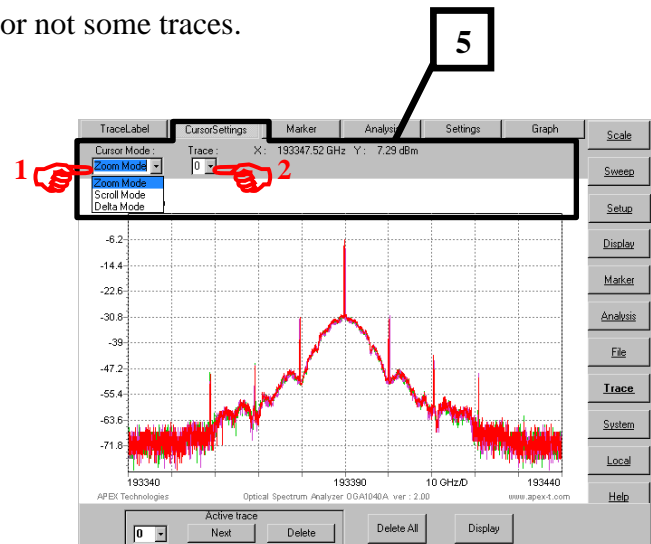 or not some traces.
5
TraceLabel CursorSettings Marker Analysis Settings Graph
Scale
Cursor Mode : Trace : X : 193347.52 GHz Y : 7.29 dBm
1 Zoom Mode 0 2
Sweep
Zoom Mode
Scroll Mode
Delta Mode
Setup
-6.2
Display
-14.4
-22.6
Marker
-30.8
Analysis
-39
File
-47.2
-55.4
Trace
-63.6
System
-71.8
Local
193340 193390 10 GHz/D 193440
APEX Technologies Optical Spectrum Analyzer OGA1040A ver : 2.00 www.apex-t.com
Help
Active trace
0 Next Delete Delete All Display